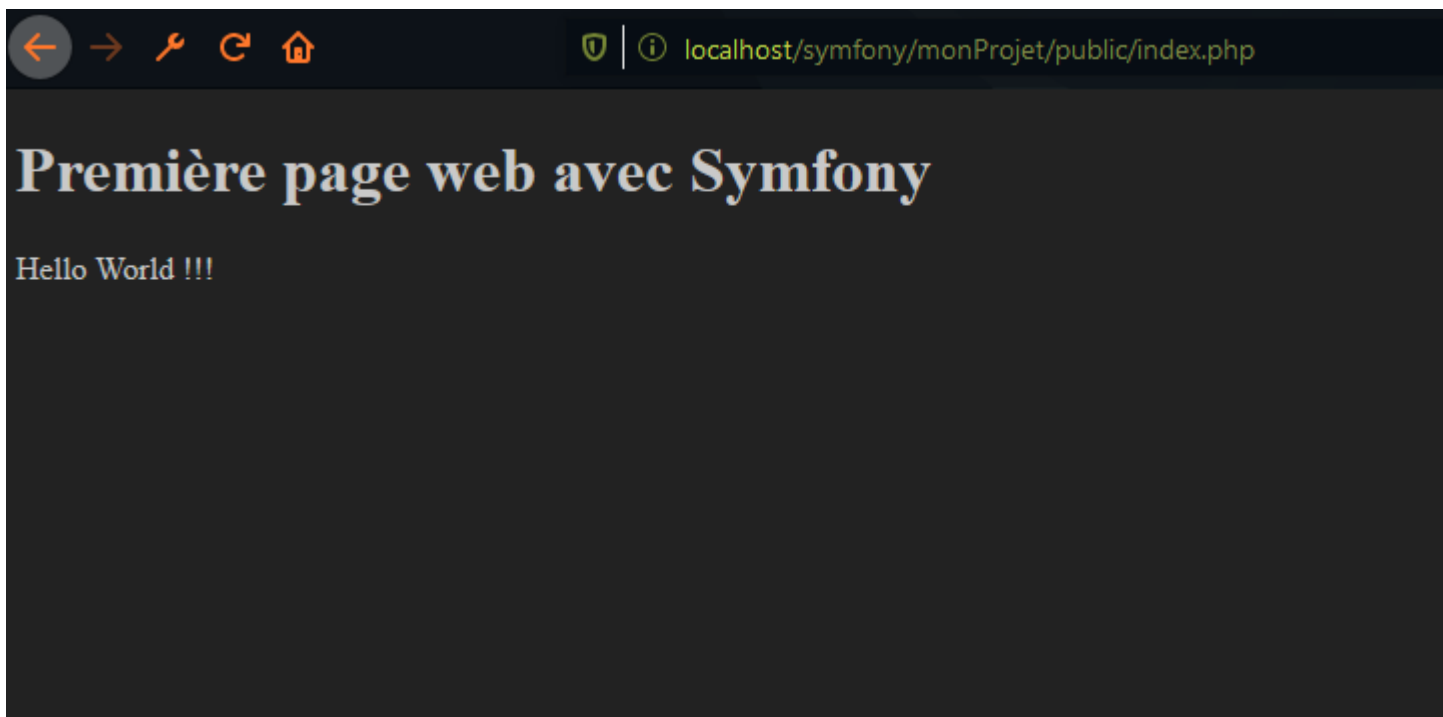 localhost/symfony/monProjet/public/index.php
Première page web avec Symfony
Hello World !!!